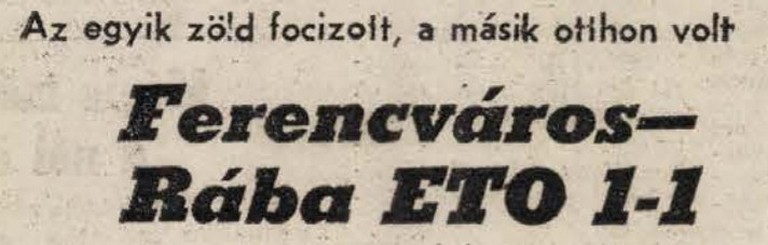 Az egyik zöld focizott, a másik otthon volt
Ferencváros—
Rába ETO 1-1